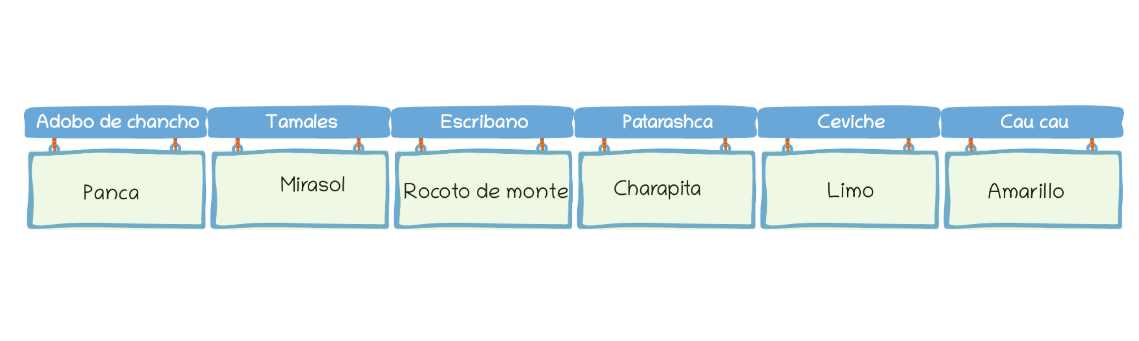 Adobo de chancho
Tamales
Escribano
Patarashca
Ceviche
Cau cau
Panca
Mirasol
Rocoto de monte
Charapita
Limo
Amarillo